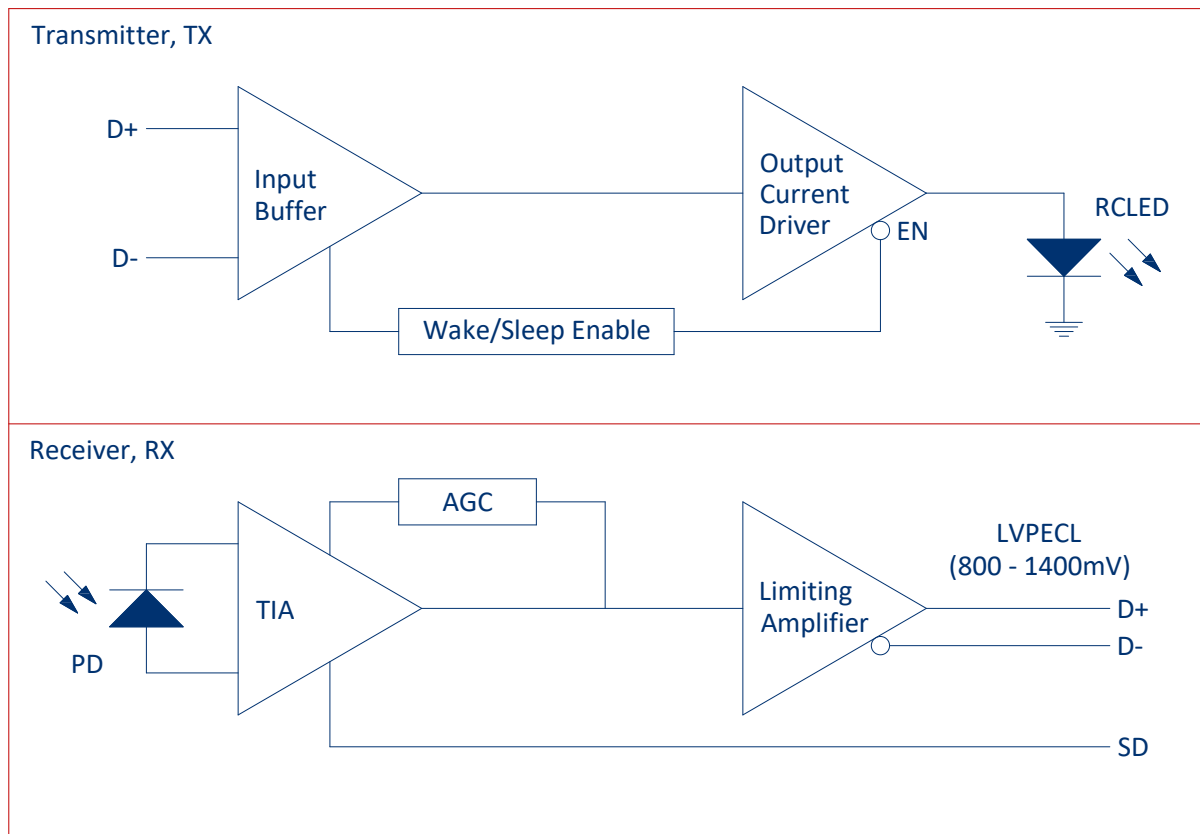 Transmitter, TX
D+
D-
Input
Buffer
Output
Current
Driver
EN
RCLED
Wake/Sleep Enable
Receiver, RX
AGC
PD
TIA
Limiting
Amplifier
LVPECL
(800 - 1400mV)
D+
D-
SD